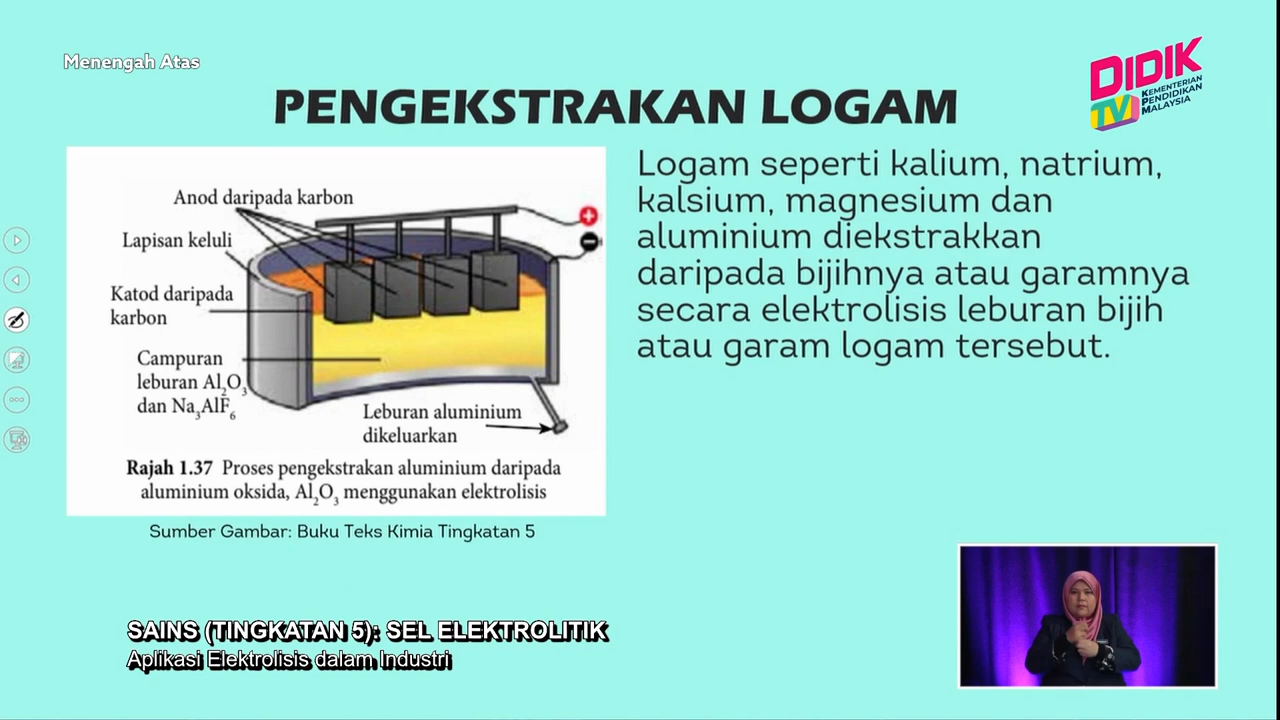 Menengah Atas
DIDIK
TV
KEMENTERIAN
PENDIDIKAN
MALAYSIA
PENGEKSTRAKAN LOGAM
Anod daripada karbon
Lapisan keluli
Katod daripada
karbon
Campuran
leburan Al₂O₃
dan Na₃AlF₆
+
−
Leburan aluminium
dikeluarkan
Rajah 1.37 Proses pengekstrakan aluminium daripada
aluminium oksida, Al₂O₃ menggunakan elektrolisis
Sumber Gambar: Buku Teks Kimia Tingkatan 5
Logam seperti kalium, natrium,
kalsium, magnesium dan
aluminium diekstrakkan
daripada bijihnya atau garamnya
secara elektrolisis leburan bijih
atau garam logam tersebut.
SAINS (TINGKATAN 5): SEL ELEKTROLITIK
Aplikasi Elektrolisis dalam Industri